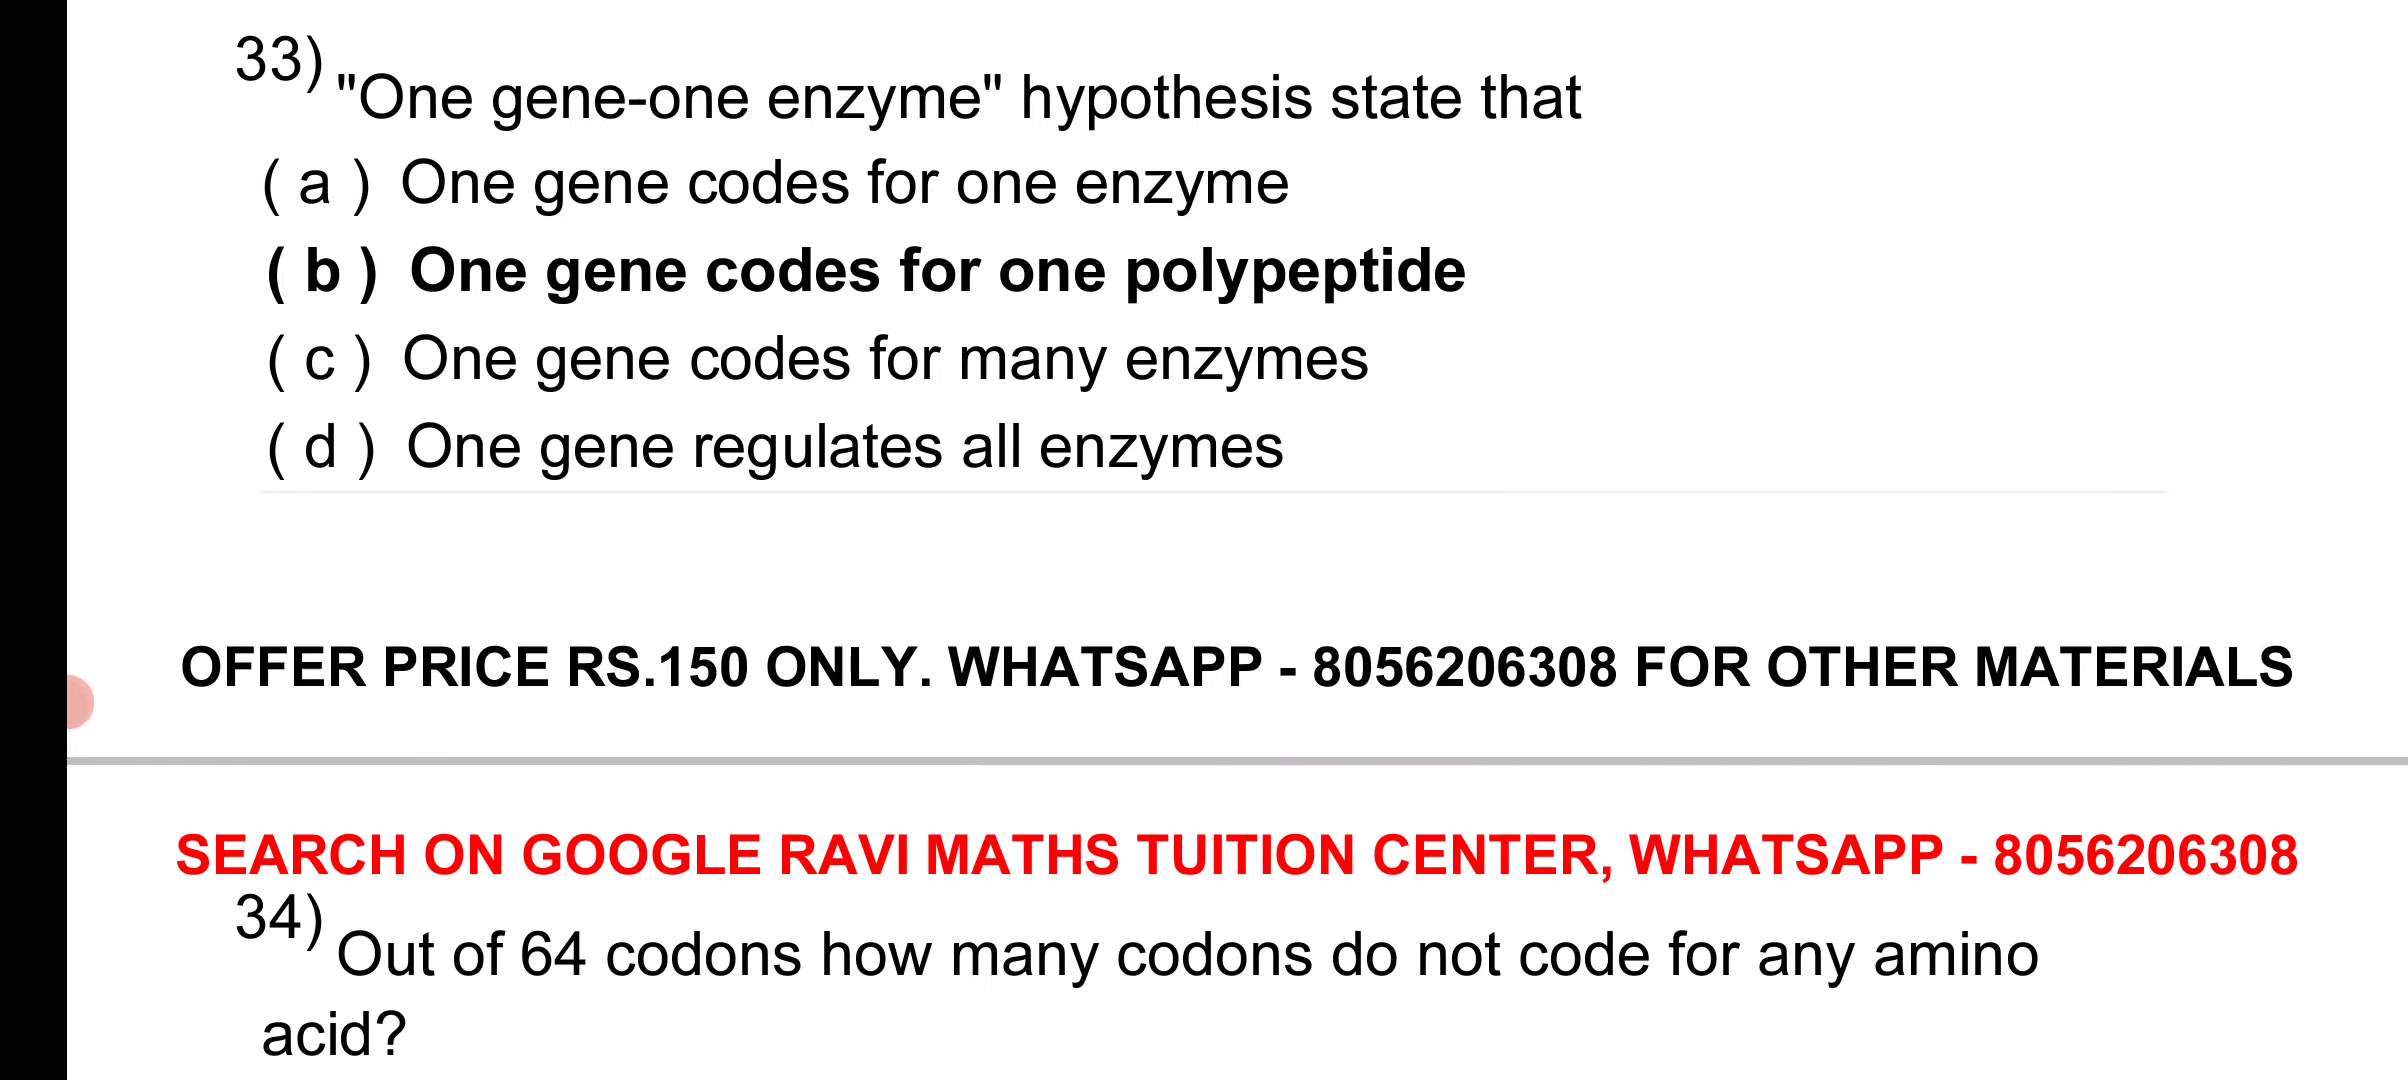 33)
"One gene-one enzyme" hypothesis state that
( a ) One gene codes for one enzyme
( b ) One gene codes for one polypeptide
( c ) One gene codes for many enzymes
( d ) One gene regulates all enzymes
OFFER PRICE RS.150 ONLY. WHATSAPP - 8056206308 FOR OTHER MATERIALS
SEARCH ON GOOGLE RAVI MATHS TUITION CENTER, WHATSAPP - 8056206308
34)
Out of 64 codons how many codons do not code for any amino
acid?